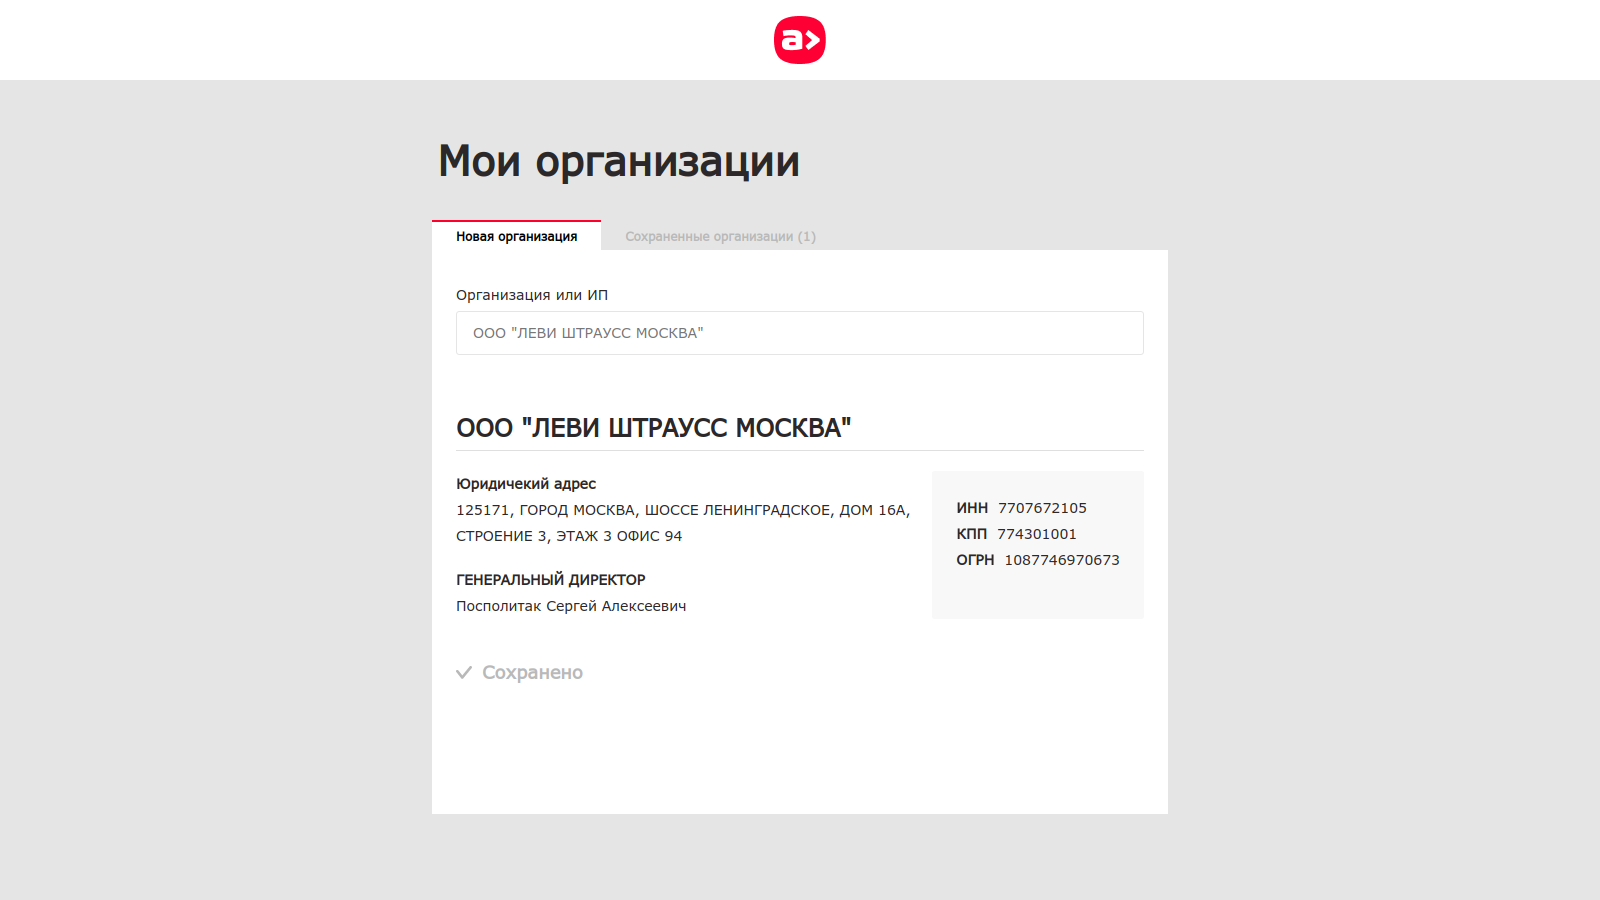 a>
Мои организации
Новая организация
Сохраненные организации (1)
Организация или ИП
ООО "ЛЕВИ ШТРАУСС МОСКВА"
ООО "ЛЕВИ ШТРАУСС МОСКВА"
Юридичекий адрес
125171, ГОРОД МОСКВА, ШОССЕ ЛЕНИНГРАДСКОЕ, ДОМ 16А,
СТРОЕНИЕ 3, ЭТАЖ 3 ОФИС 94
ГЕНЕРАЛЬНЫЙ ДИРЕКТОР
Посполитак Сергей Алексеевич
ИНН 7707672105
КПП 774301001
ОГРН 1087746970673
Сохранено